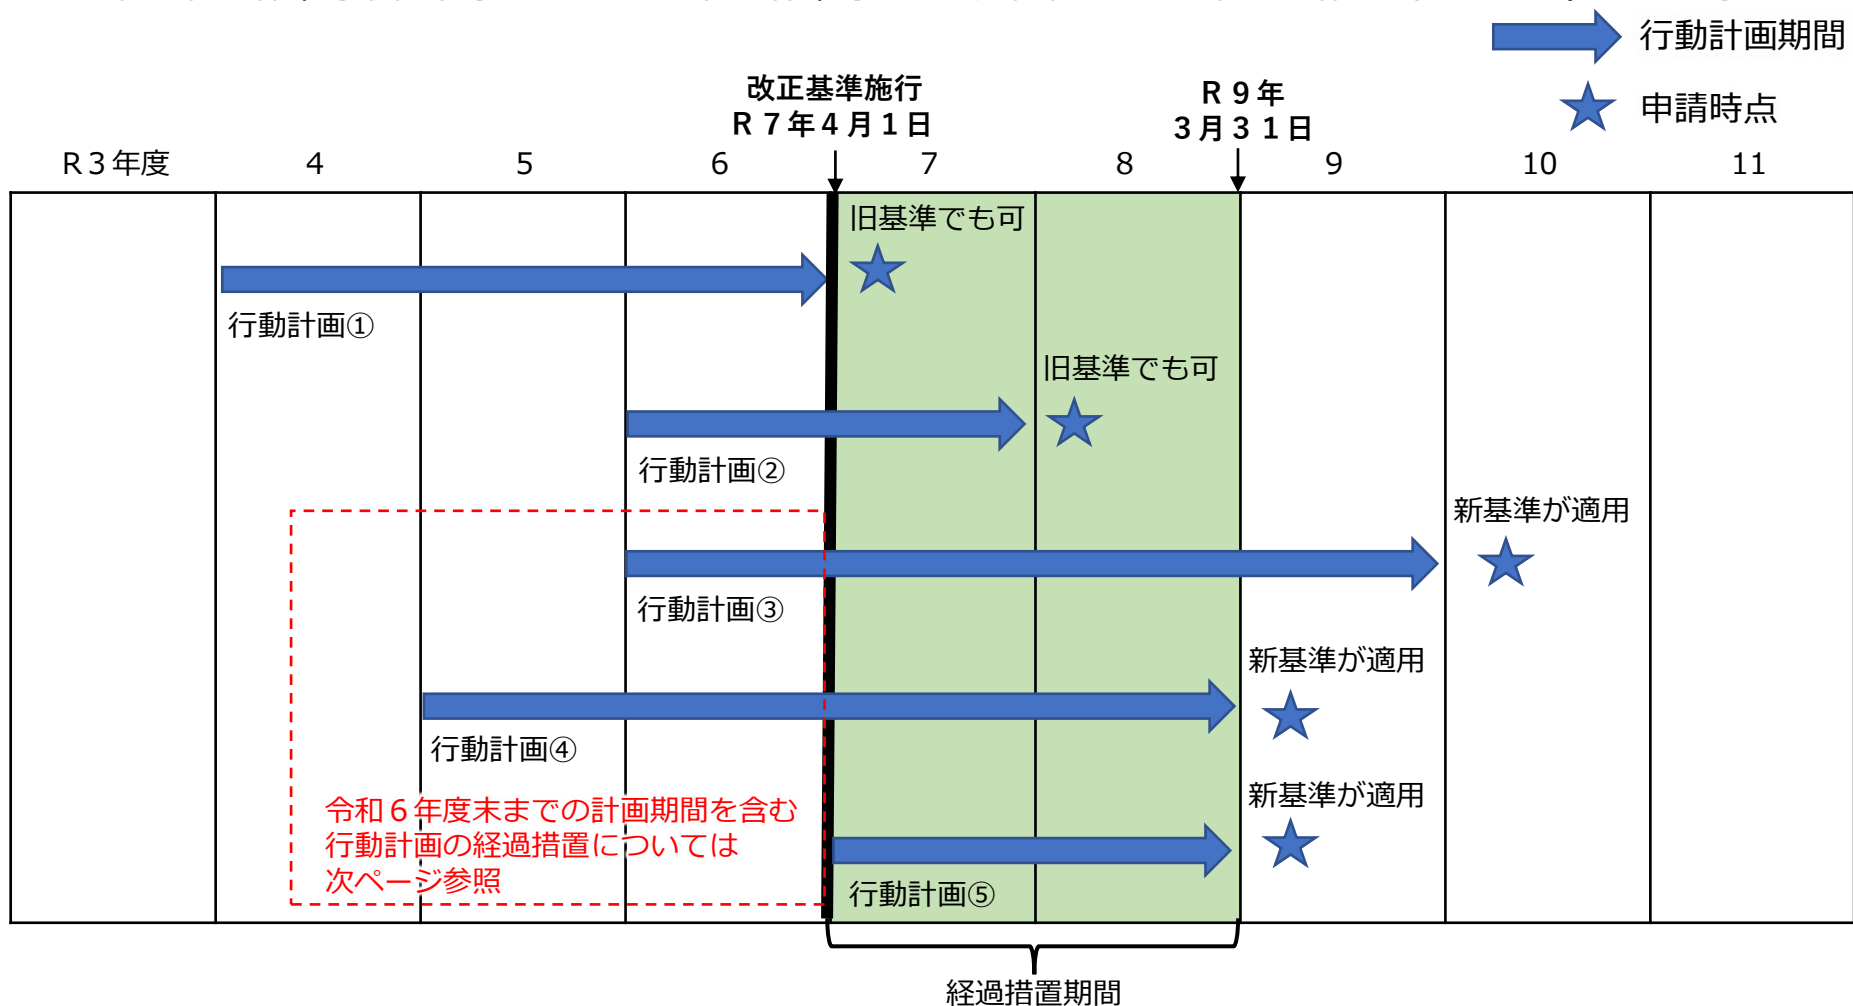 行動計画期間
申請時点
改正基準施行
Ｒ７年４月１日
Ｒ９年
３月３１日
Ｒ３年度 4 5 6 7 8 9 10 11
旧基準でも可
行動計画①
旧基準でも可
行動計画②
新基準が適用
行動計画③
新基準が適用
行動計画④
新基準が適用
令和６年度末までの計画期間を含む
行動計画の経過措置については
次ページ参照
行動計画⑤
経過措置期間